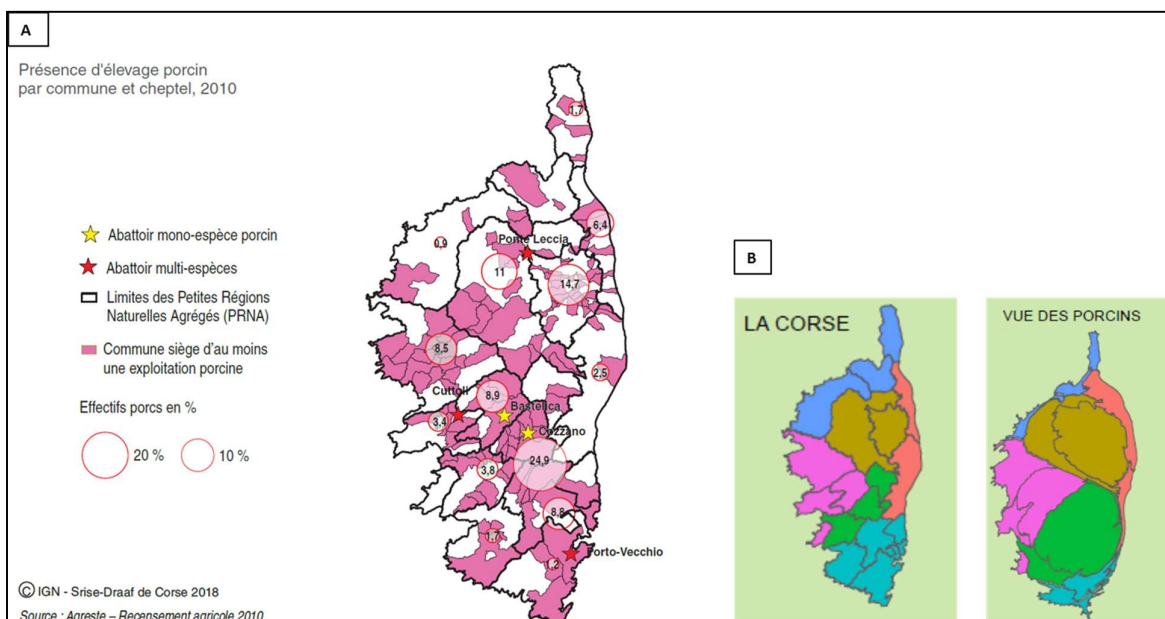 A
Présence d'élevage porcin
par commune et cheptel, 2010
Abattoir mono-espèce porcin
Abattoir multi-espèces
Limites des Petites Régions
Naturelles Agrégés (PRNA)
Commune siège d'au moins
une exploitation porcine
Effectifs porcs en %
20 %
10 %
1,7
6,4
0,9
Ponte Leccia
11
14,7
8,5
2,5
8,9
Cuttoli
Bastelica
3,4
Cozzano
24,9
3,8
8,8
1,7
Porto-Vecchio
1,2
© IGN - Srise-Draaf de Corse 2018
Source : Agreste – Recensement agricole 2010
B
LA CORSE
VUE DES PORCINS